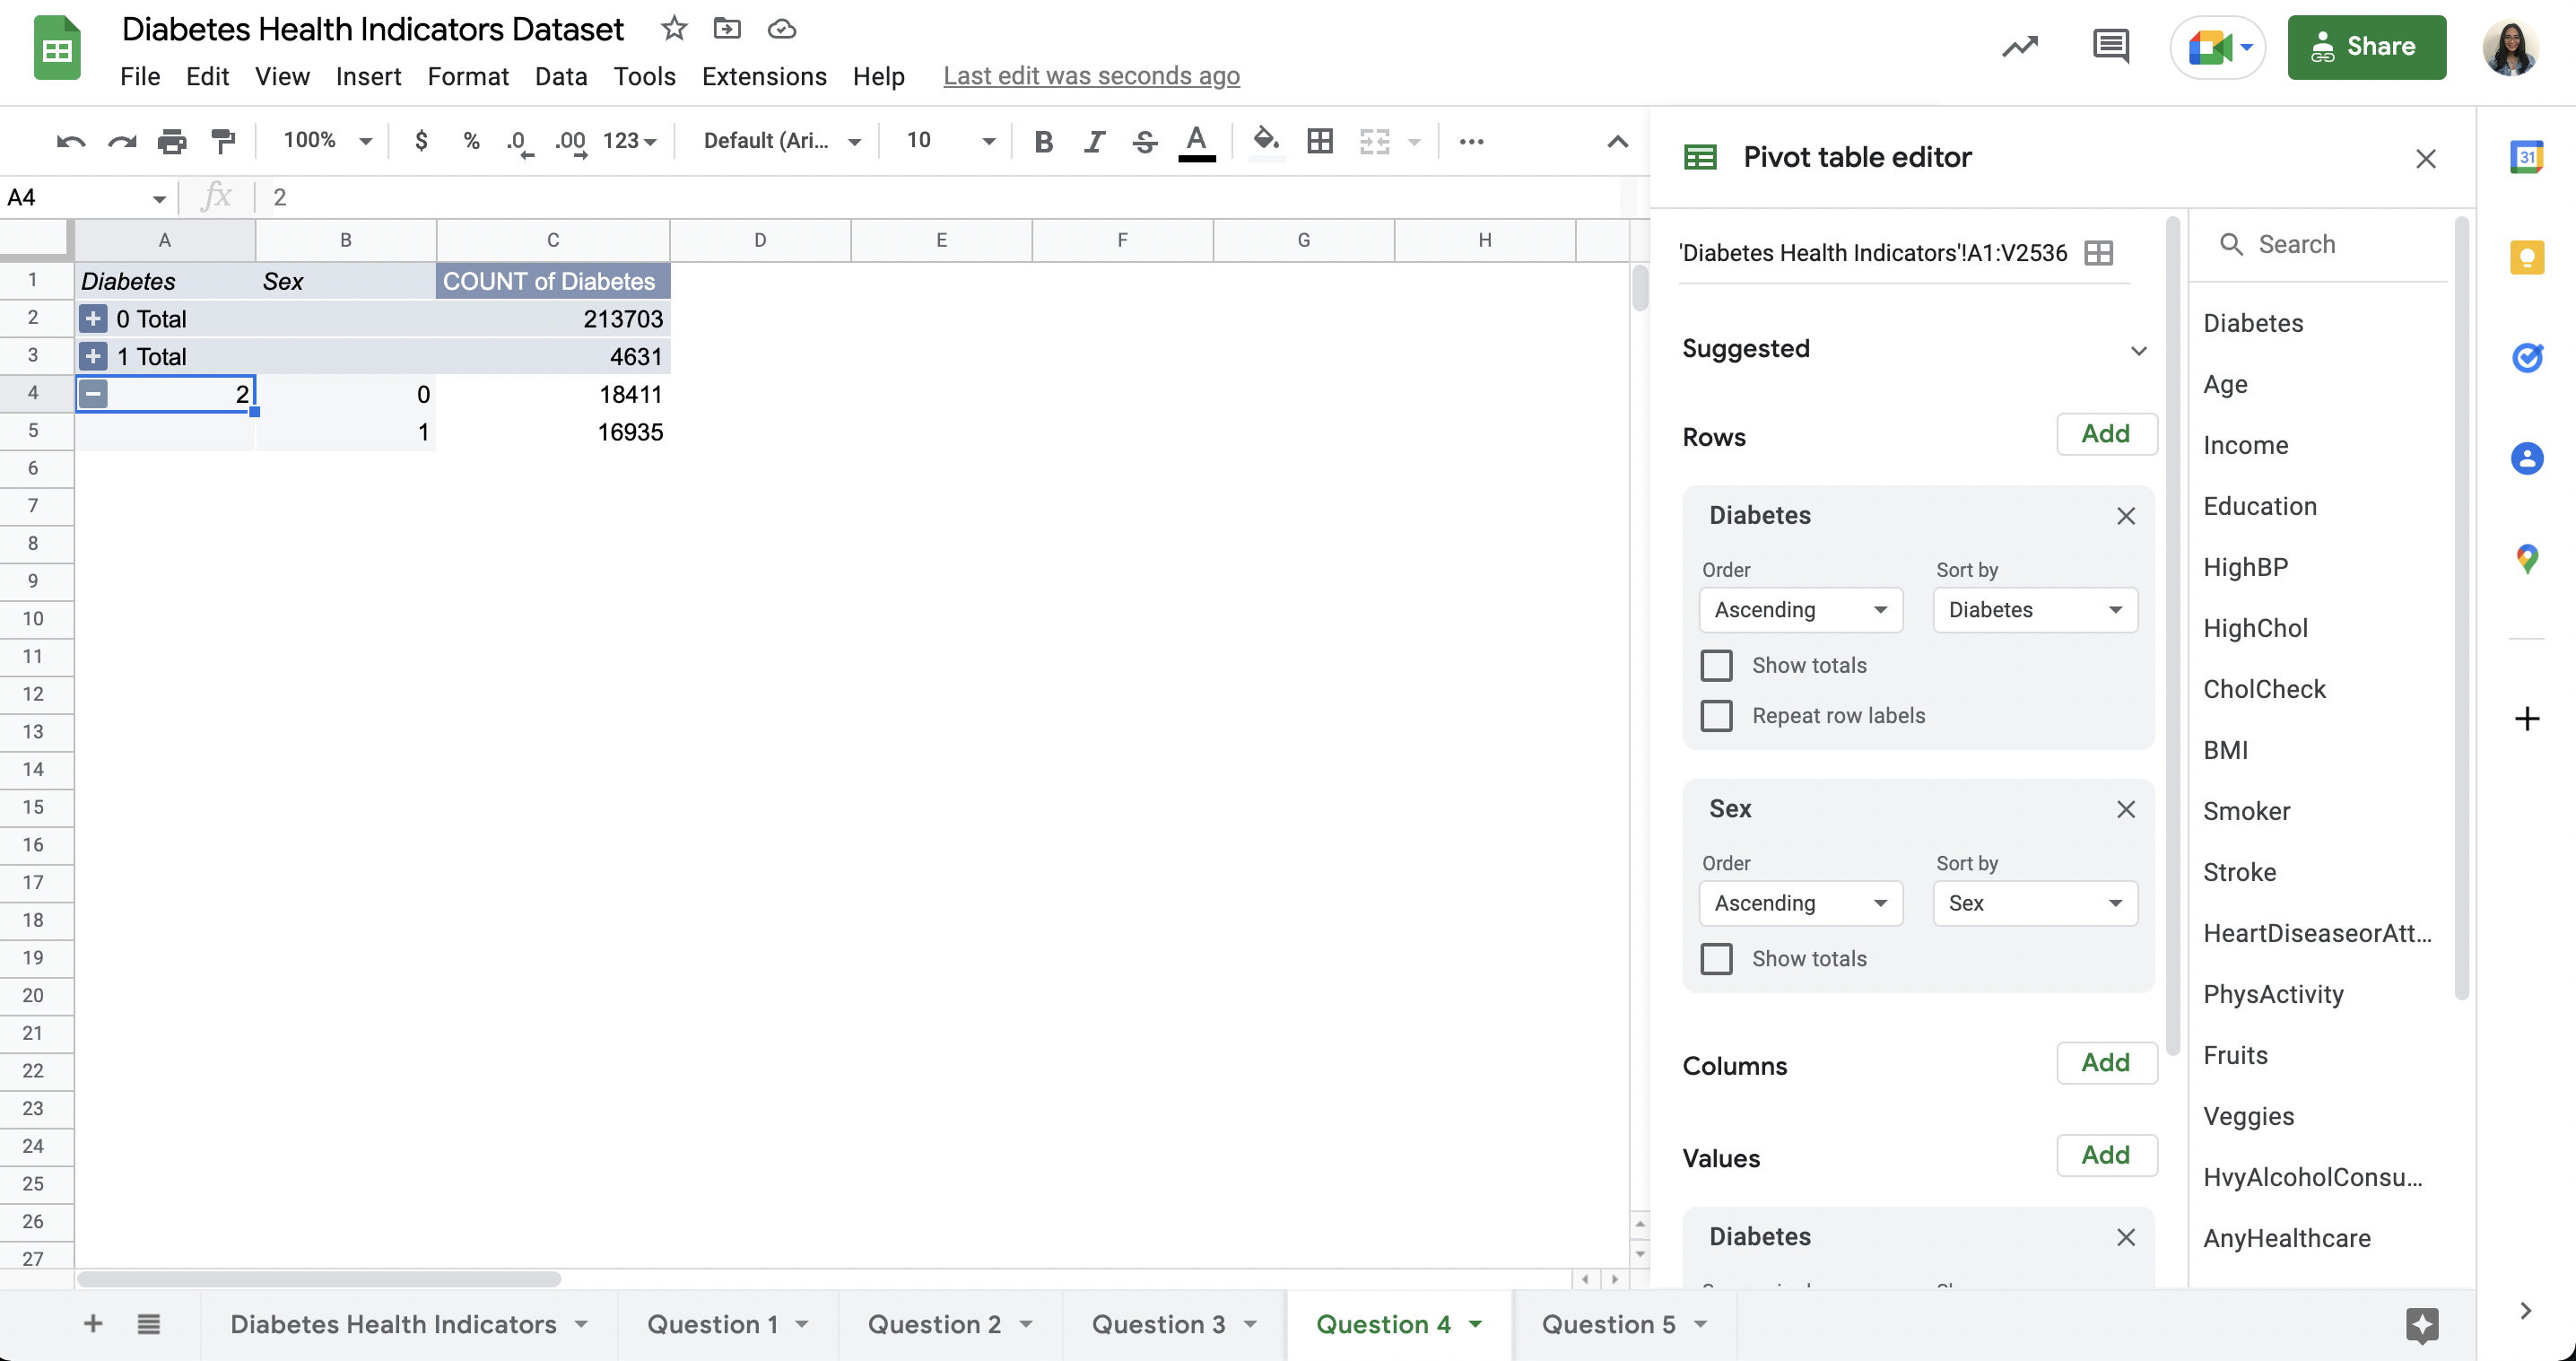 Diabetes Health Indicators Dataset
File Edit View Insert Format Data Tools Extensions Help Last edit was seconds ago
Share
100% $ % .0 .00 123 Default (Ari... 10 B I S A
A4 fx 2
A B C D E F G H
1 Diabetes Sex COUNT of Diabetes
2 + 0 Total 213703
3 + 1 Total 4631
4 − 2 0 18411
5 1 16935
6
7
8
9
10
11
12
13
14
15
16
17
18
19
20
21
22
23
24
25
26
27
Pivot table editor
'Diabetes Health Indicators'!A1:V2536
Suggested
Rows Add
Diabetes
Order Sort by
Ascending Diabetes
Show totals
Repeat row labels
Sex
Order Sort by
Ascending Sex
Show totals
Columns Add
Values Add
Diabetes
Search
Diabetes
Age
Income
Education
HighBP
HighChol
CholCheck
BMI
Smoker
Stroke
HeartDiseaseorAtt...
PhysActivity
Fruits
Veggies
HvyAlcoholConsu...
AnyHealthcare
31
+ Diabetes Health Indicators Question 1 Question 2 Question 3 Question 4 Question 5